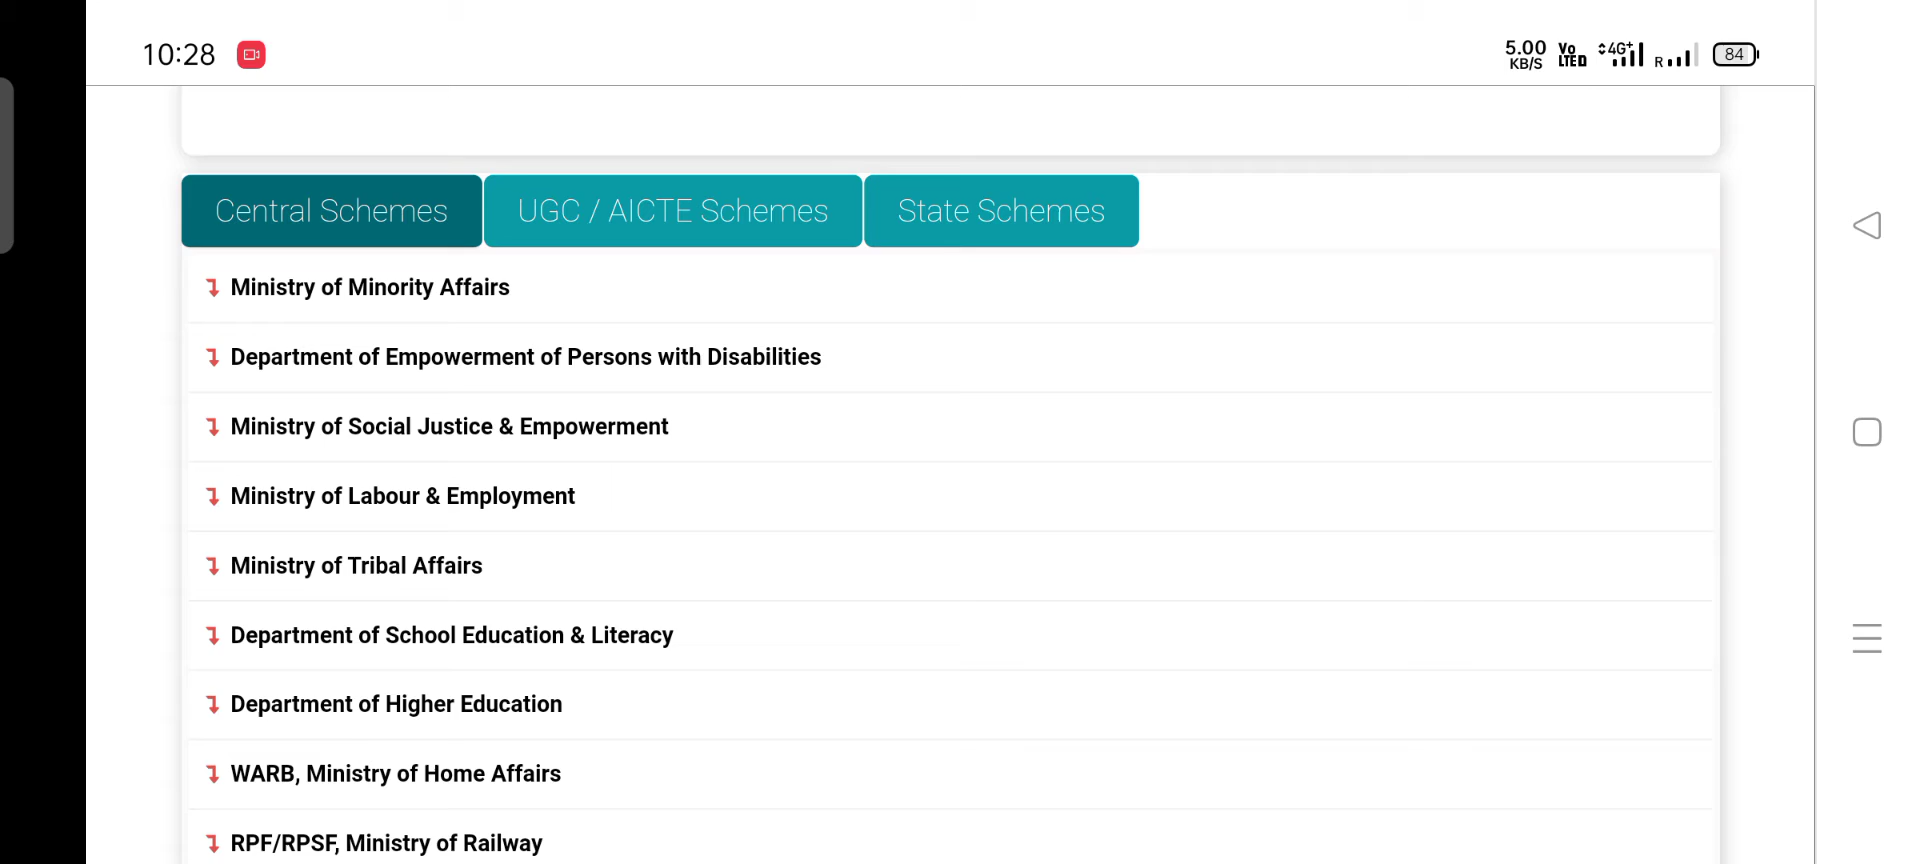 10:28
5.00 KB/S Vo LTED 4G+ R 84
Central Schemes UGC / AICTE Schemes State Schemes
Ministry of Minority Affairs
Department of Empowerment of Persons with Disabilities
Ministry of Social Justice & Empowerment
Ministry of Labour & Employment
Ministry of Tribal Affairs
Department of School Education & Literacy
Department of Higher Education
WARB, Ministry of Home Affairs
RPF/RPSF, Ministry of Railway